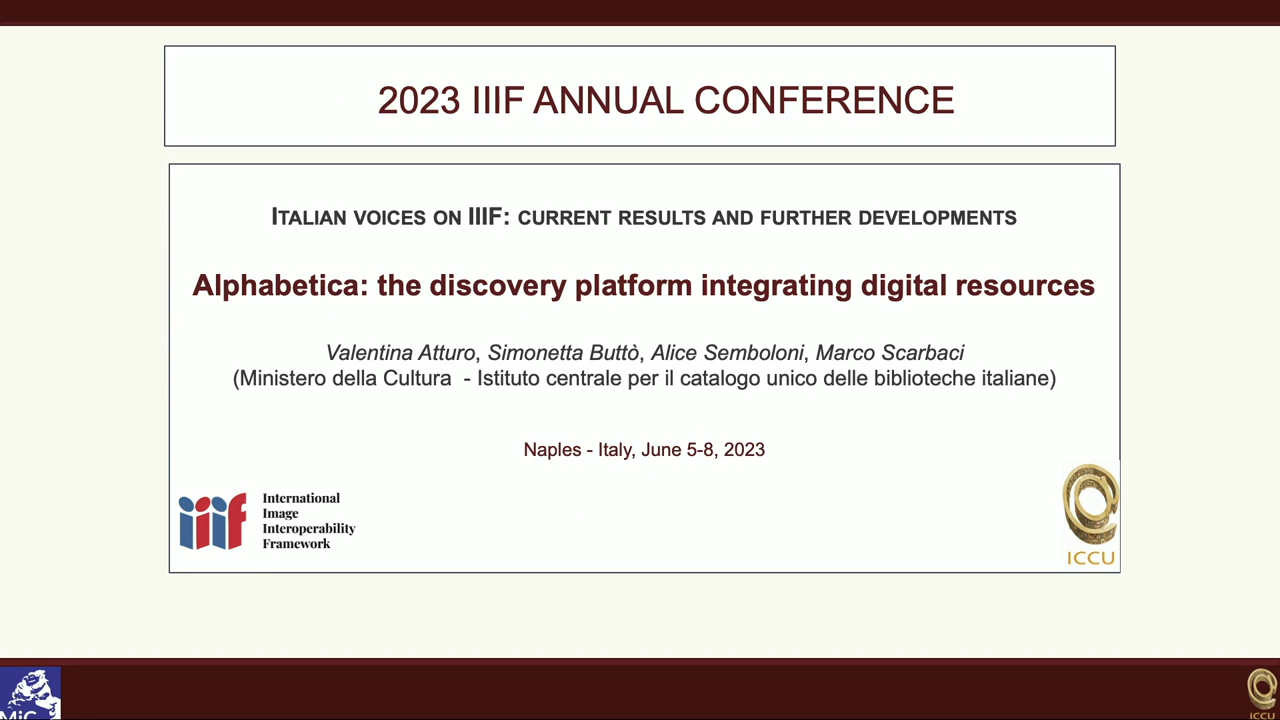 2023 IIIF ANNUAL CONFERENCE
ITALIAN VOICES ON IIIF: CURRENT RESULTS AND FURTHER DEVELOPMENTS
Alphabetica: the discovery platform integrating digital resources
Valentina Atturo, Simonetta Buttò, Alice Semboloni, Marco Scarbaci
(Ministero della Cultura - Istituto centrale per il catalogo unico delle biblioteche italiane)
Naples - Italy, June 5-8, 2023
iiif
International
Image
Interoperability
Framework
ICCU
MiC
ICCU